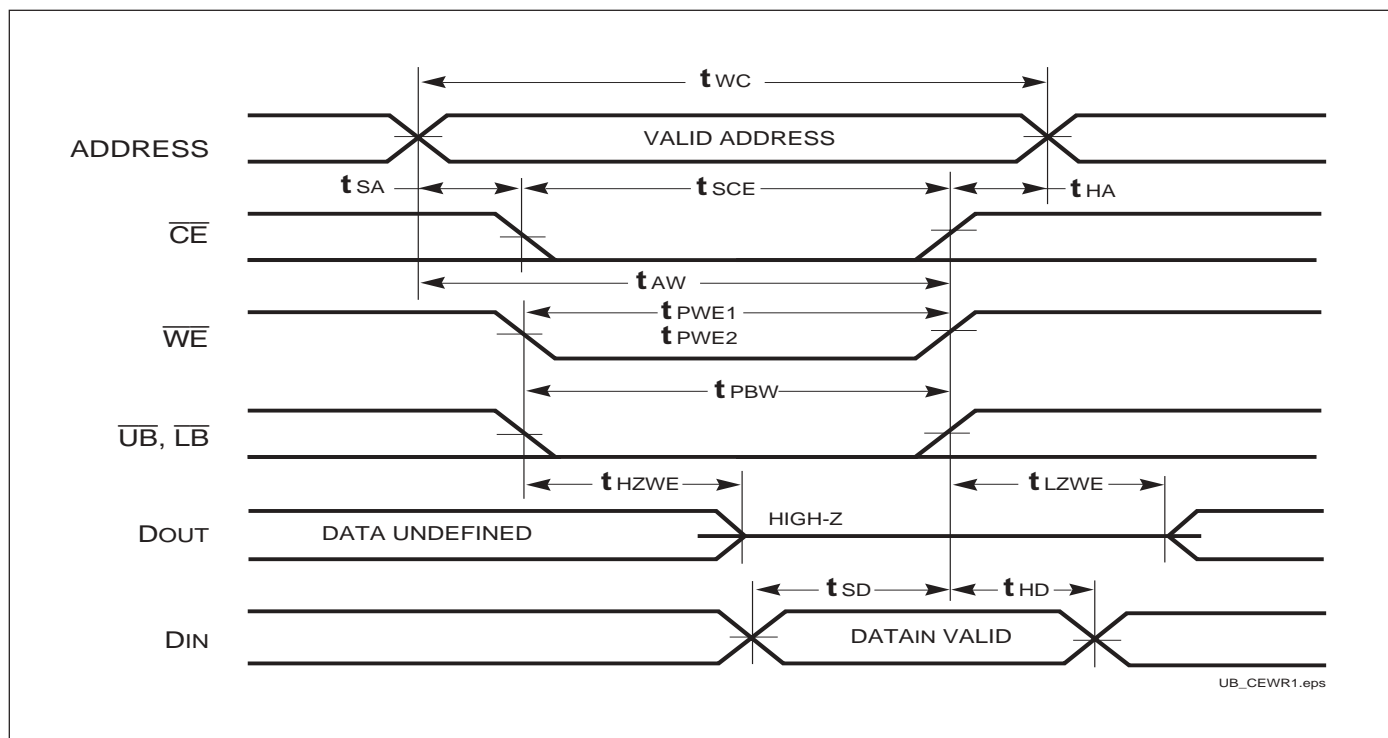 t WC
ADDRESS
VALID ADDRESS
t SA
t SCE
t HA
CE
t AW
WE
t PWE1
t PWE2
t PBW
UB, LB
t HZWE
t LZWE
DOUT
DATA UNDEFINED
HIGH-Z
t SD
t HD
DIN
DATAIN VALID
UB_CEWR1.eps